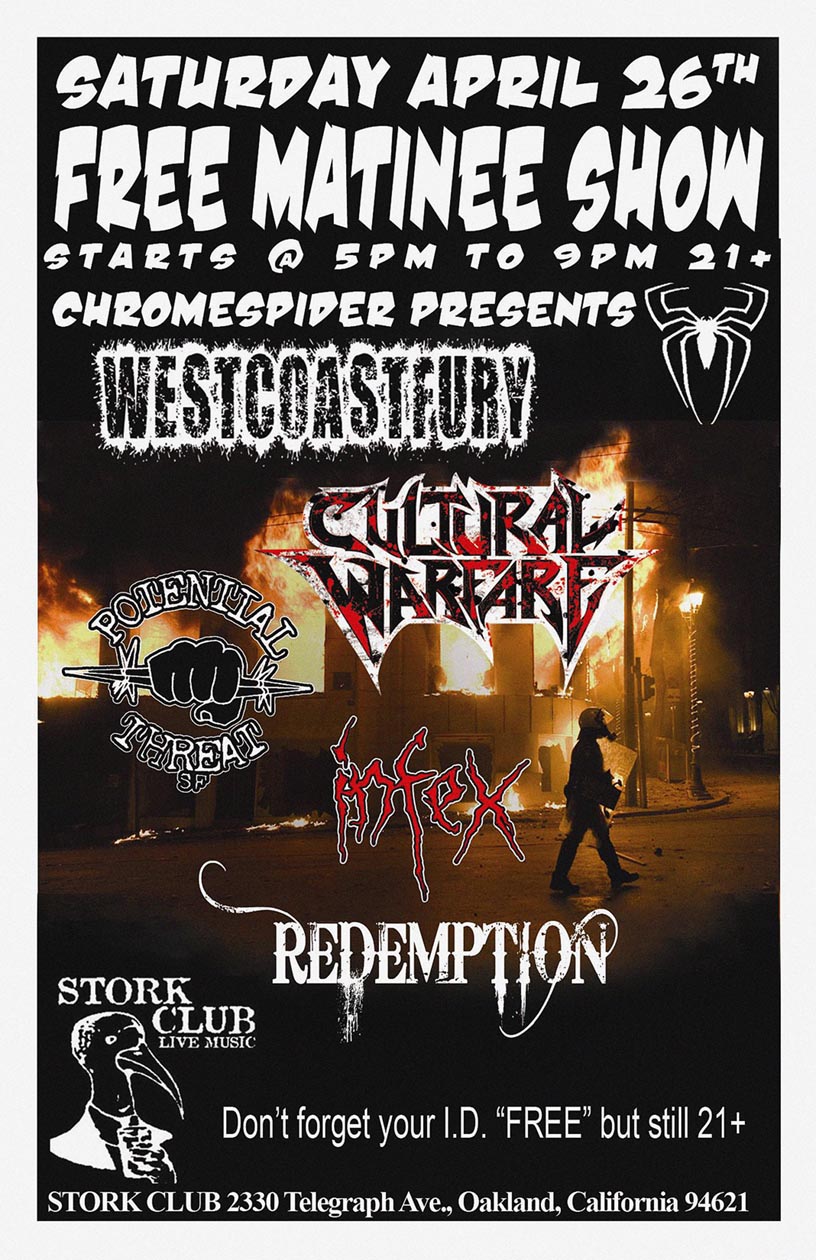 SATURDAY APRIL 26TH
FREE MATINEE SHOW
STARTS @ 5PM TO 9PM 21+
CHROMESPIDER PRESENTS
WESTCOASTFURY
CULTURAL
WARFARE
POTENTIAL
THREAT
SF
infex
REDEMPTION
STORK
CLUB
LIVE MUSIC
Don't forget your I.D. “FREE” but still 21+
STORK CLUB 2330 Telegraph Ave., Oakland, California 94621